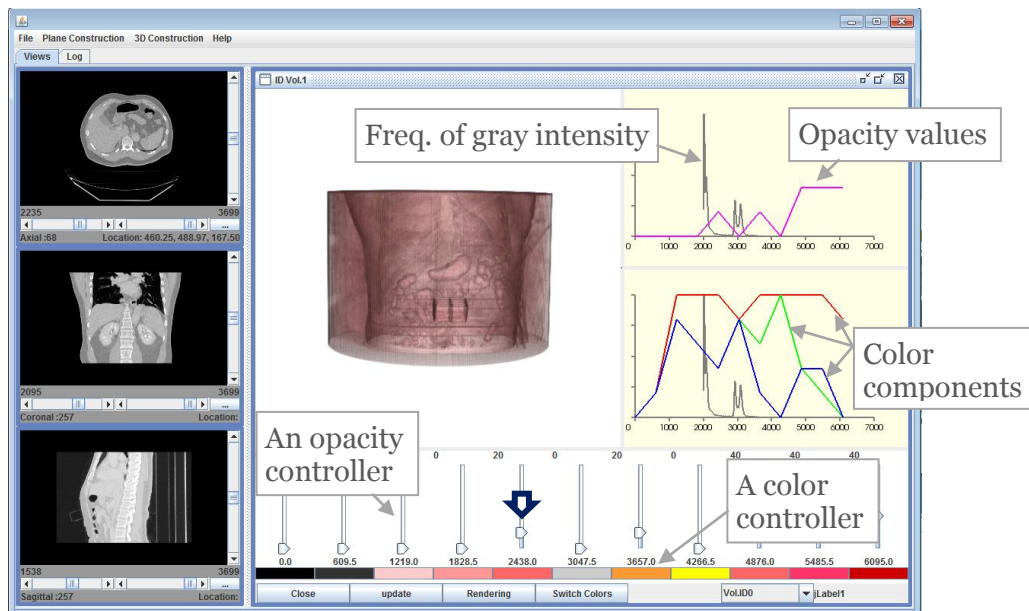 File Plane Construction 3D Construction Help
Views Log
2235 3699
...
Axial :68 Location: 460.25, 488.97, 167.50
2095 3699
...
Coronal :257 Location:
1538 3699
...
Sagittal :257 Location:
ID Vol.1
Freq. of gray intensity
Opacity values
0 1000 2000 3000 4000 5000 6000 7000
Color
components
0 1000 2000 3000 4000 5000 6000 7000
An opacity
controller
A color
controller
0 20 0 20 0 40 40 40
0.0 609.5 1219.0 1828.5 2438.0 3047.5 3657.0 4266.5 4876.0 5485.5 6095.0
Close update Rendering Switch Colors Vol.ID0 jLabel1